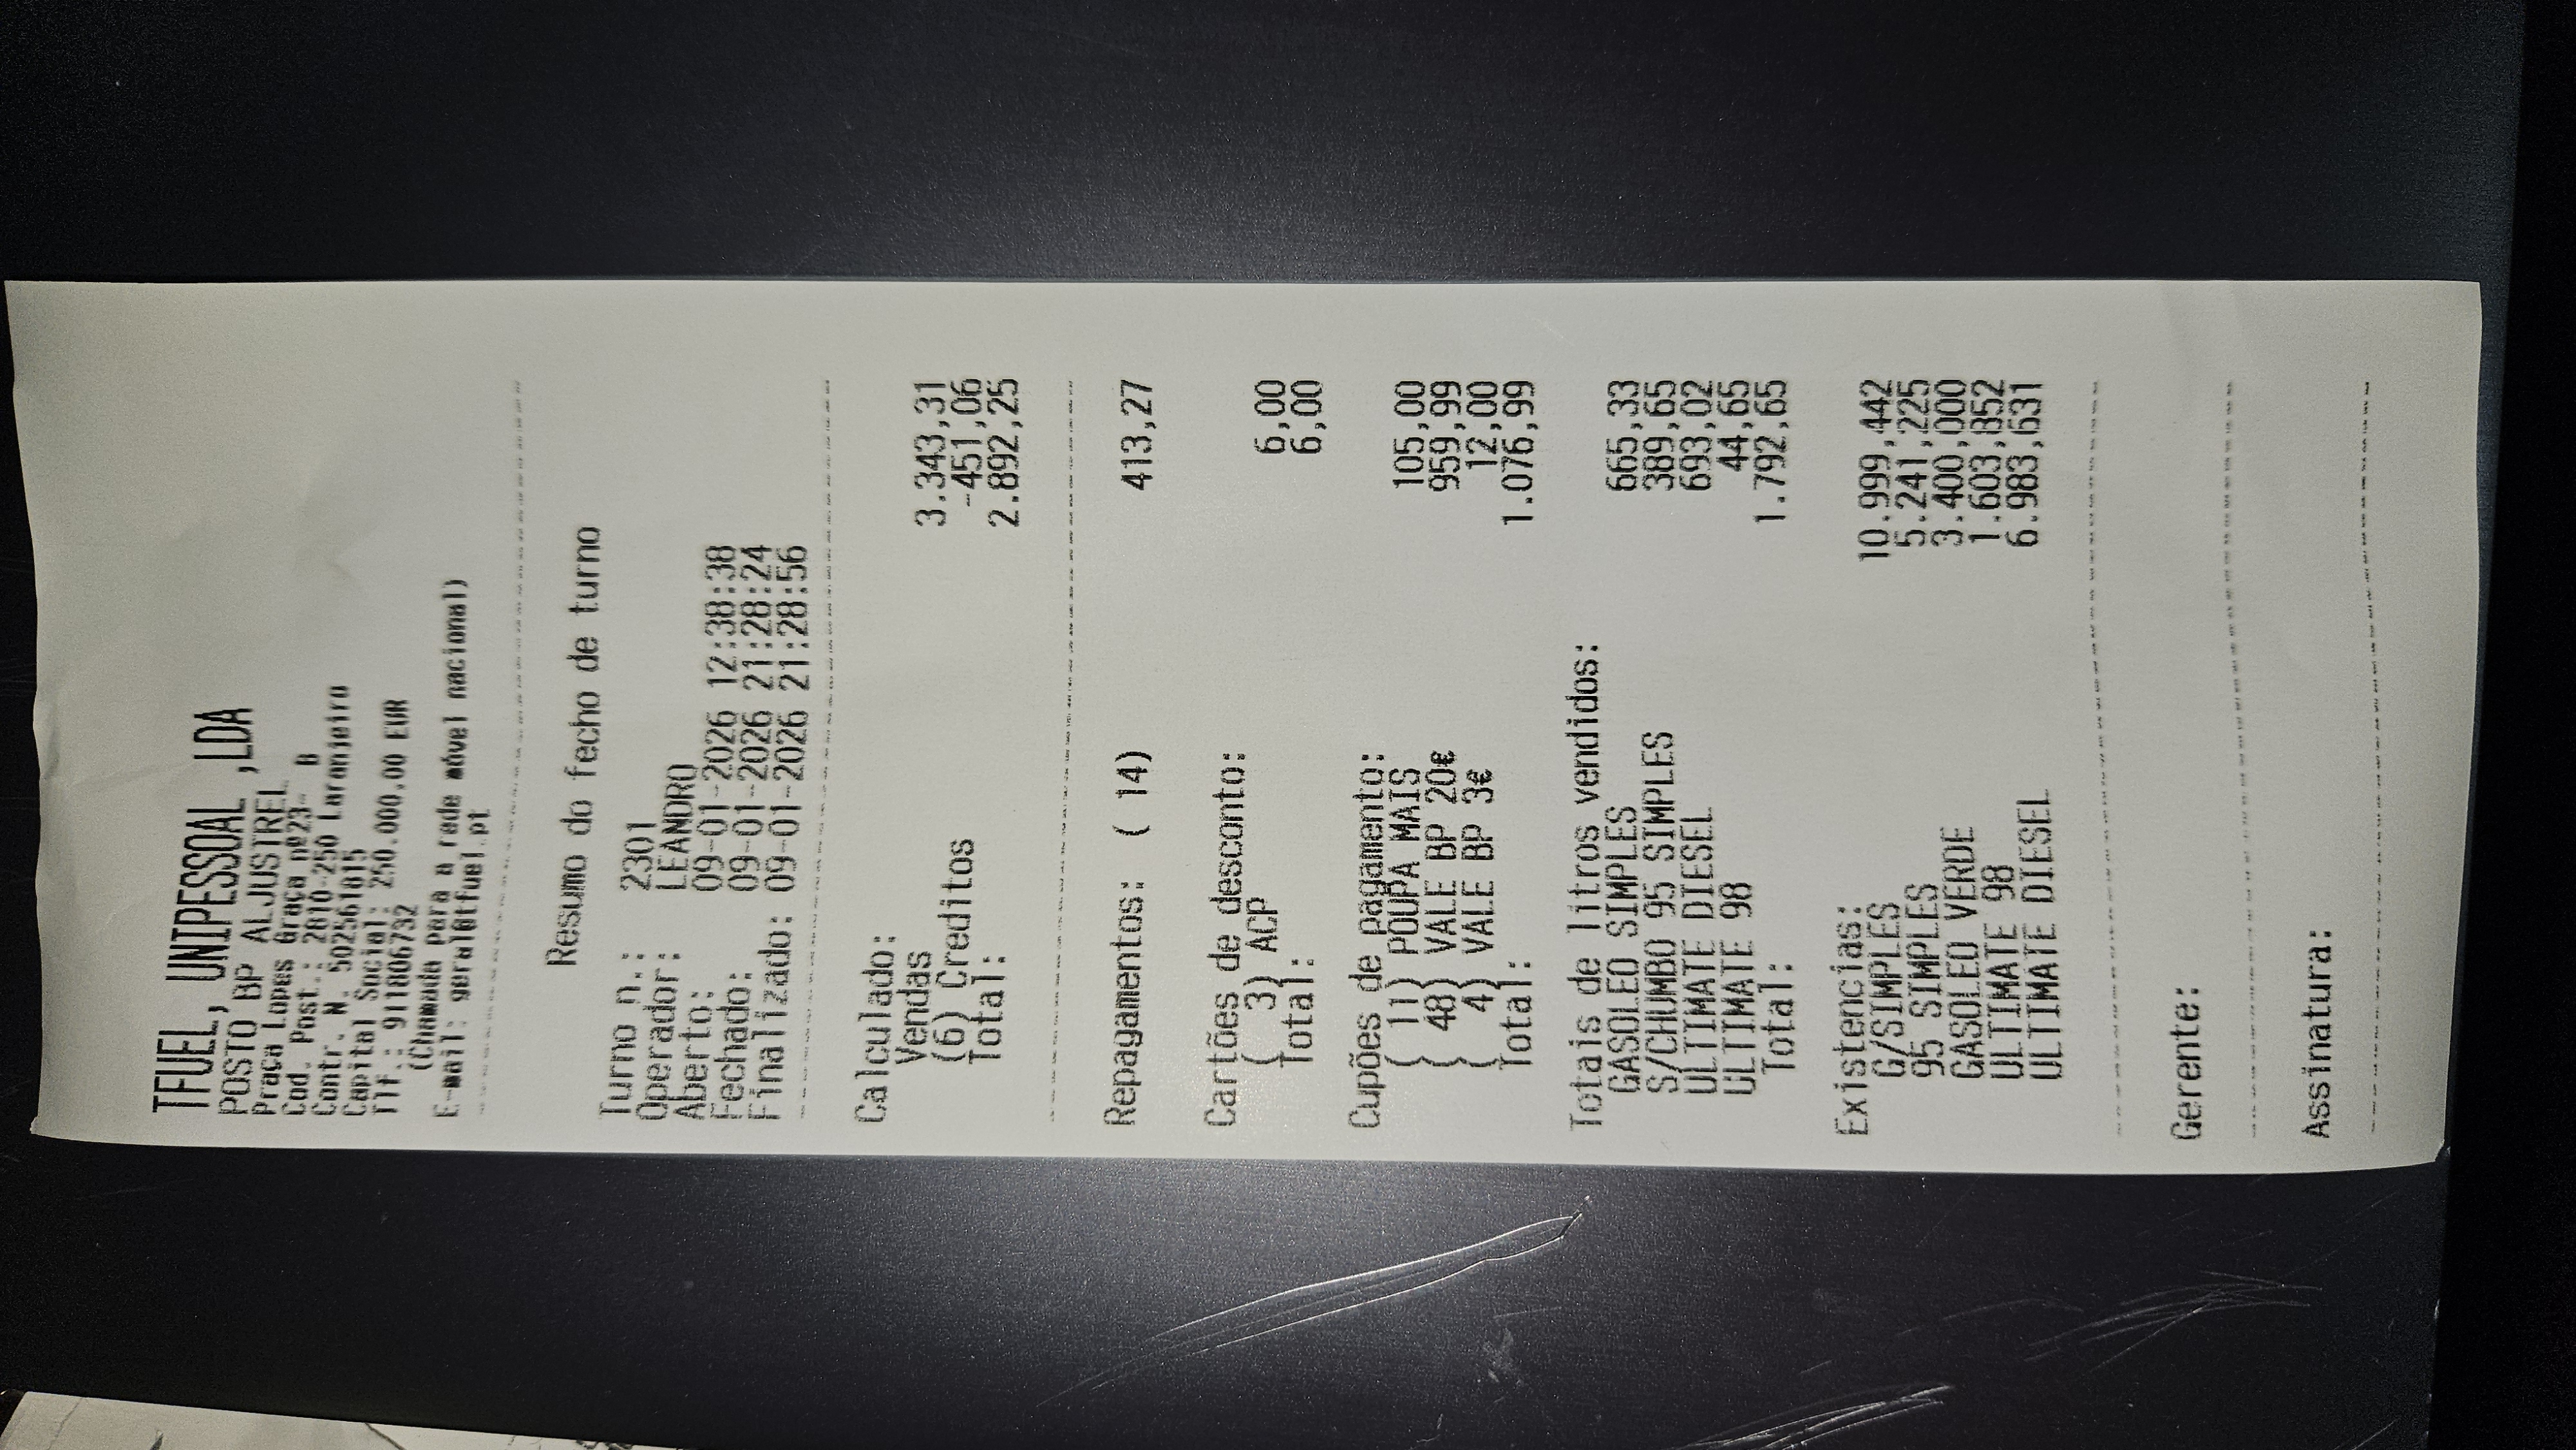 TFUEL, UNIPESSOAL ,LDA
POSTO BP ALJUSTREL
Praça Lopes Graça nº23- B
Cod. Post.: 2810-250 Laranjeiro
Contr. N. 502561815
Capital Social: 250.000,00 EUR
Tlf.: 911806732
(Chamada para a rede móvel nacional)
E-mail: geral@tfuel.pt
Resumo do fecho de turno
Turno n.: 2301
Operador: LEANDRO
Aberto: 09-01-2026 12:38:38
Fechado: 09-01-2026 21:28:24
Finalizado: 09-01-2026 21:28:56
Calculado:
Vendas 3.343,31
(6) Creditos -451,06
Total: 2.892,25
Repagamentos: ( 14) 413,27
Cartões de desconto:
( 3) ACP 6,00
Total: 6,00
Cupões de pagamento:
( 11) POUPA MAIS 105,00
( 48) VALE BP 20€ 959,99
( 4) VALE BP 3€ 12,00
Total: 1.076,99
Totais de litros vendidos:
GASOLEO SIMPLES 665,33
S/CHUMBO 95 SIMPLES 389,65
ULTIMATE DIESEL 693,02
ULTIMATE 98 44,65
Total: 1.792,65
Existencias:
G/SIMPLES 10.999,442
95 SIMPLES 5.241,225
GASOLEO VERDE 3.400,000
ULTIMATE 98 1.603,852
ULTIMATE DIESEL 6.983,631
Gerente:
Assinatura: